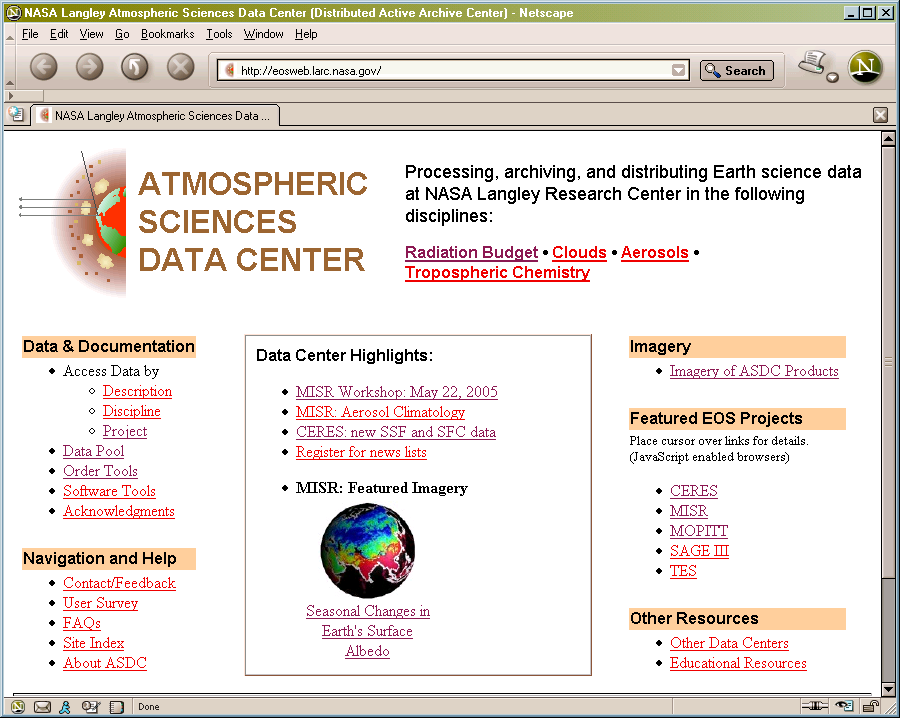 NASA Langley Atmospheric Sciences Data Center (Distributed Active Archive Center) - Netscape
File Edit View Go Bookmarks Tools Window Help
http://eosweb.larc.nasa.gov/
Search
N
NASA Langley Atmospheric Sciences Data ...
ATMOSPHERIC
SCIENCES
DATA CENTER
Processing, archiving, and distributing Earth science data
at NASA Langley Research Center in the following
disciplines:
Radiation Budget • Clouds • Aerosols •
Tropospheric Chemistry
Data & Documentation
Access Data by
Description
Discipline
Project
Data Pool
Order Tools
Software Tools
Acknowledgments
Navigation and Help
Contact/Feedback
User Survey
FAQs
Site Index
About ASDC
Data Center Highlights:
MISR Workshop: May 22, 2005
MISR: Aerosol Climatology
CERES: new SSF and SFC data
Register for news lists
MISR: Featured Imagery
Seasonal Changes in
Earth's Surface
Albedo
Imagery
Imagery of ASDC Products
Featured EOS Projects
Place cursor over links for details.
(JavaScript enabled browsers)
CERES
MISR
MOPITT
SAGE III
TES
Other Resources
Other Data Centers
Educational Resources
Done